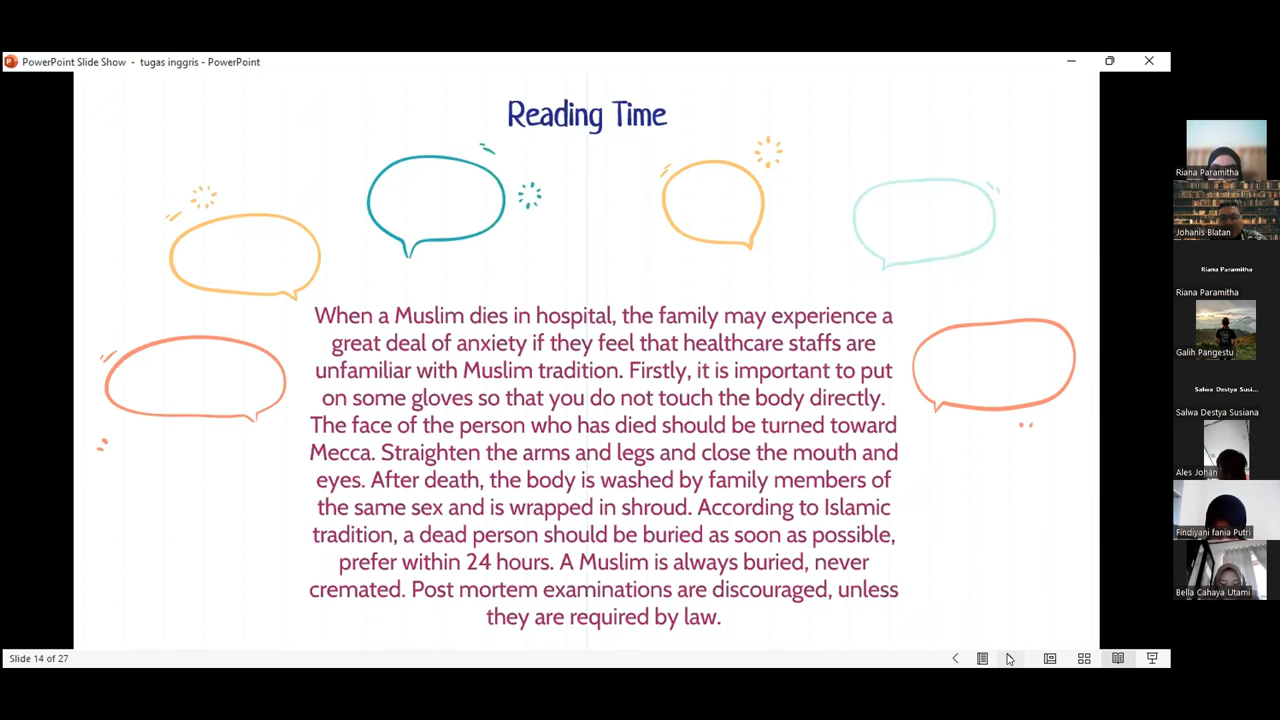 PowerPoint Slide Show - tugas inggris - PowerPoint
Reading Time
When a Muslim dies in hospital, the family may experience a
great deal of anxiety if they feel that healthcare staffs are
unfamiliar with Muslim tradition. Firstly, it is important to put
on some gloves so that you do not touch the body directly.
The face of the person who has died should be turned toward
Mecca. Straighten the arms and legs and close the mouth and
eyes. After death, the body is washed by family members of
the same sex and is wrapped in shroud. According to Islamic
tradition, a dead person should be buried as soon as possible,
prefer within 24 hours. A Muslim is always buried, never
cremated. Post mortem examinations are discouraged, unless
they are required by law.
Slide 14 of 27
Riana Paramitha
Johanis Blatan
Riana Paramitha
Riana Paramitha
Galih Pangestu
Salwa Destya Susi...
Salwa Destya Susiana
Ales Johan
Findiyani fania Putri
Bella Cahaya Utami